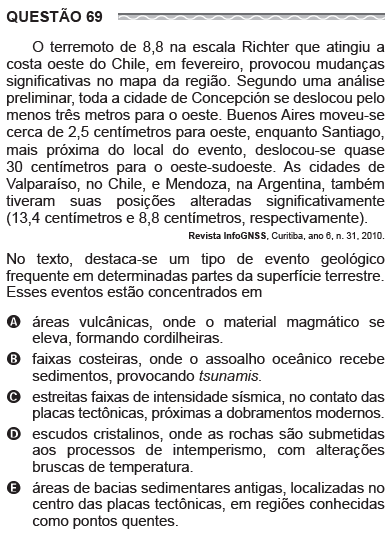 QUESTÃO 69
O terremoto de 8,8 na escala Richter que atingiu a
costa oeste do Chile, em fevereiro, provocou mudanças
significativas no mapa da região. Segundo uma análise
preliminar, toda a cidade de Concepción se deslocou pelo
menos três metros para o oeste. Buenos Aires moveu-se
cerca de 2,5 centímetros para oeste, enquanto Santiago,
mais próxima do local do evento, deslocou-se quase
30 centímetros para o oeste-sudoeste. As cidades de
Valparaíso, no Chile, e Mendoza, na Argentina, também
tiveram suas posições alteradas significativamente
(13,4 centímetros e 8,8 centímetros, respectivamente).
Revista InfoGNSS, Curitiba, ano 6, n. 31, 2010.
No texto, destaca-se um tipo de evento geológico
frequente em determinadas partes da superfície terrestre.
Esses eventos estão concentrados em
A áreas vulcânicas, onde o material magmático se
eleva, formando cordilheiras.
B faixas costeiras, onde o assoalho oceânico recebe
sedimentos, provocando tsunamis.
C estreitas faixas de intensidade sísmica, no contato das
placas tectônicas, próximas a dobramentos modernos.
D escudos cristalinos, onde as rochas são submetidas
aos processos de intemperismo, com alterações
bruscas de temperatura.
E áreas de bacias sedimentares antigas, localizadas no
centro das placas tectônicas, em regiões conhecidas
como pontos quentes.